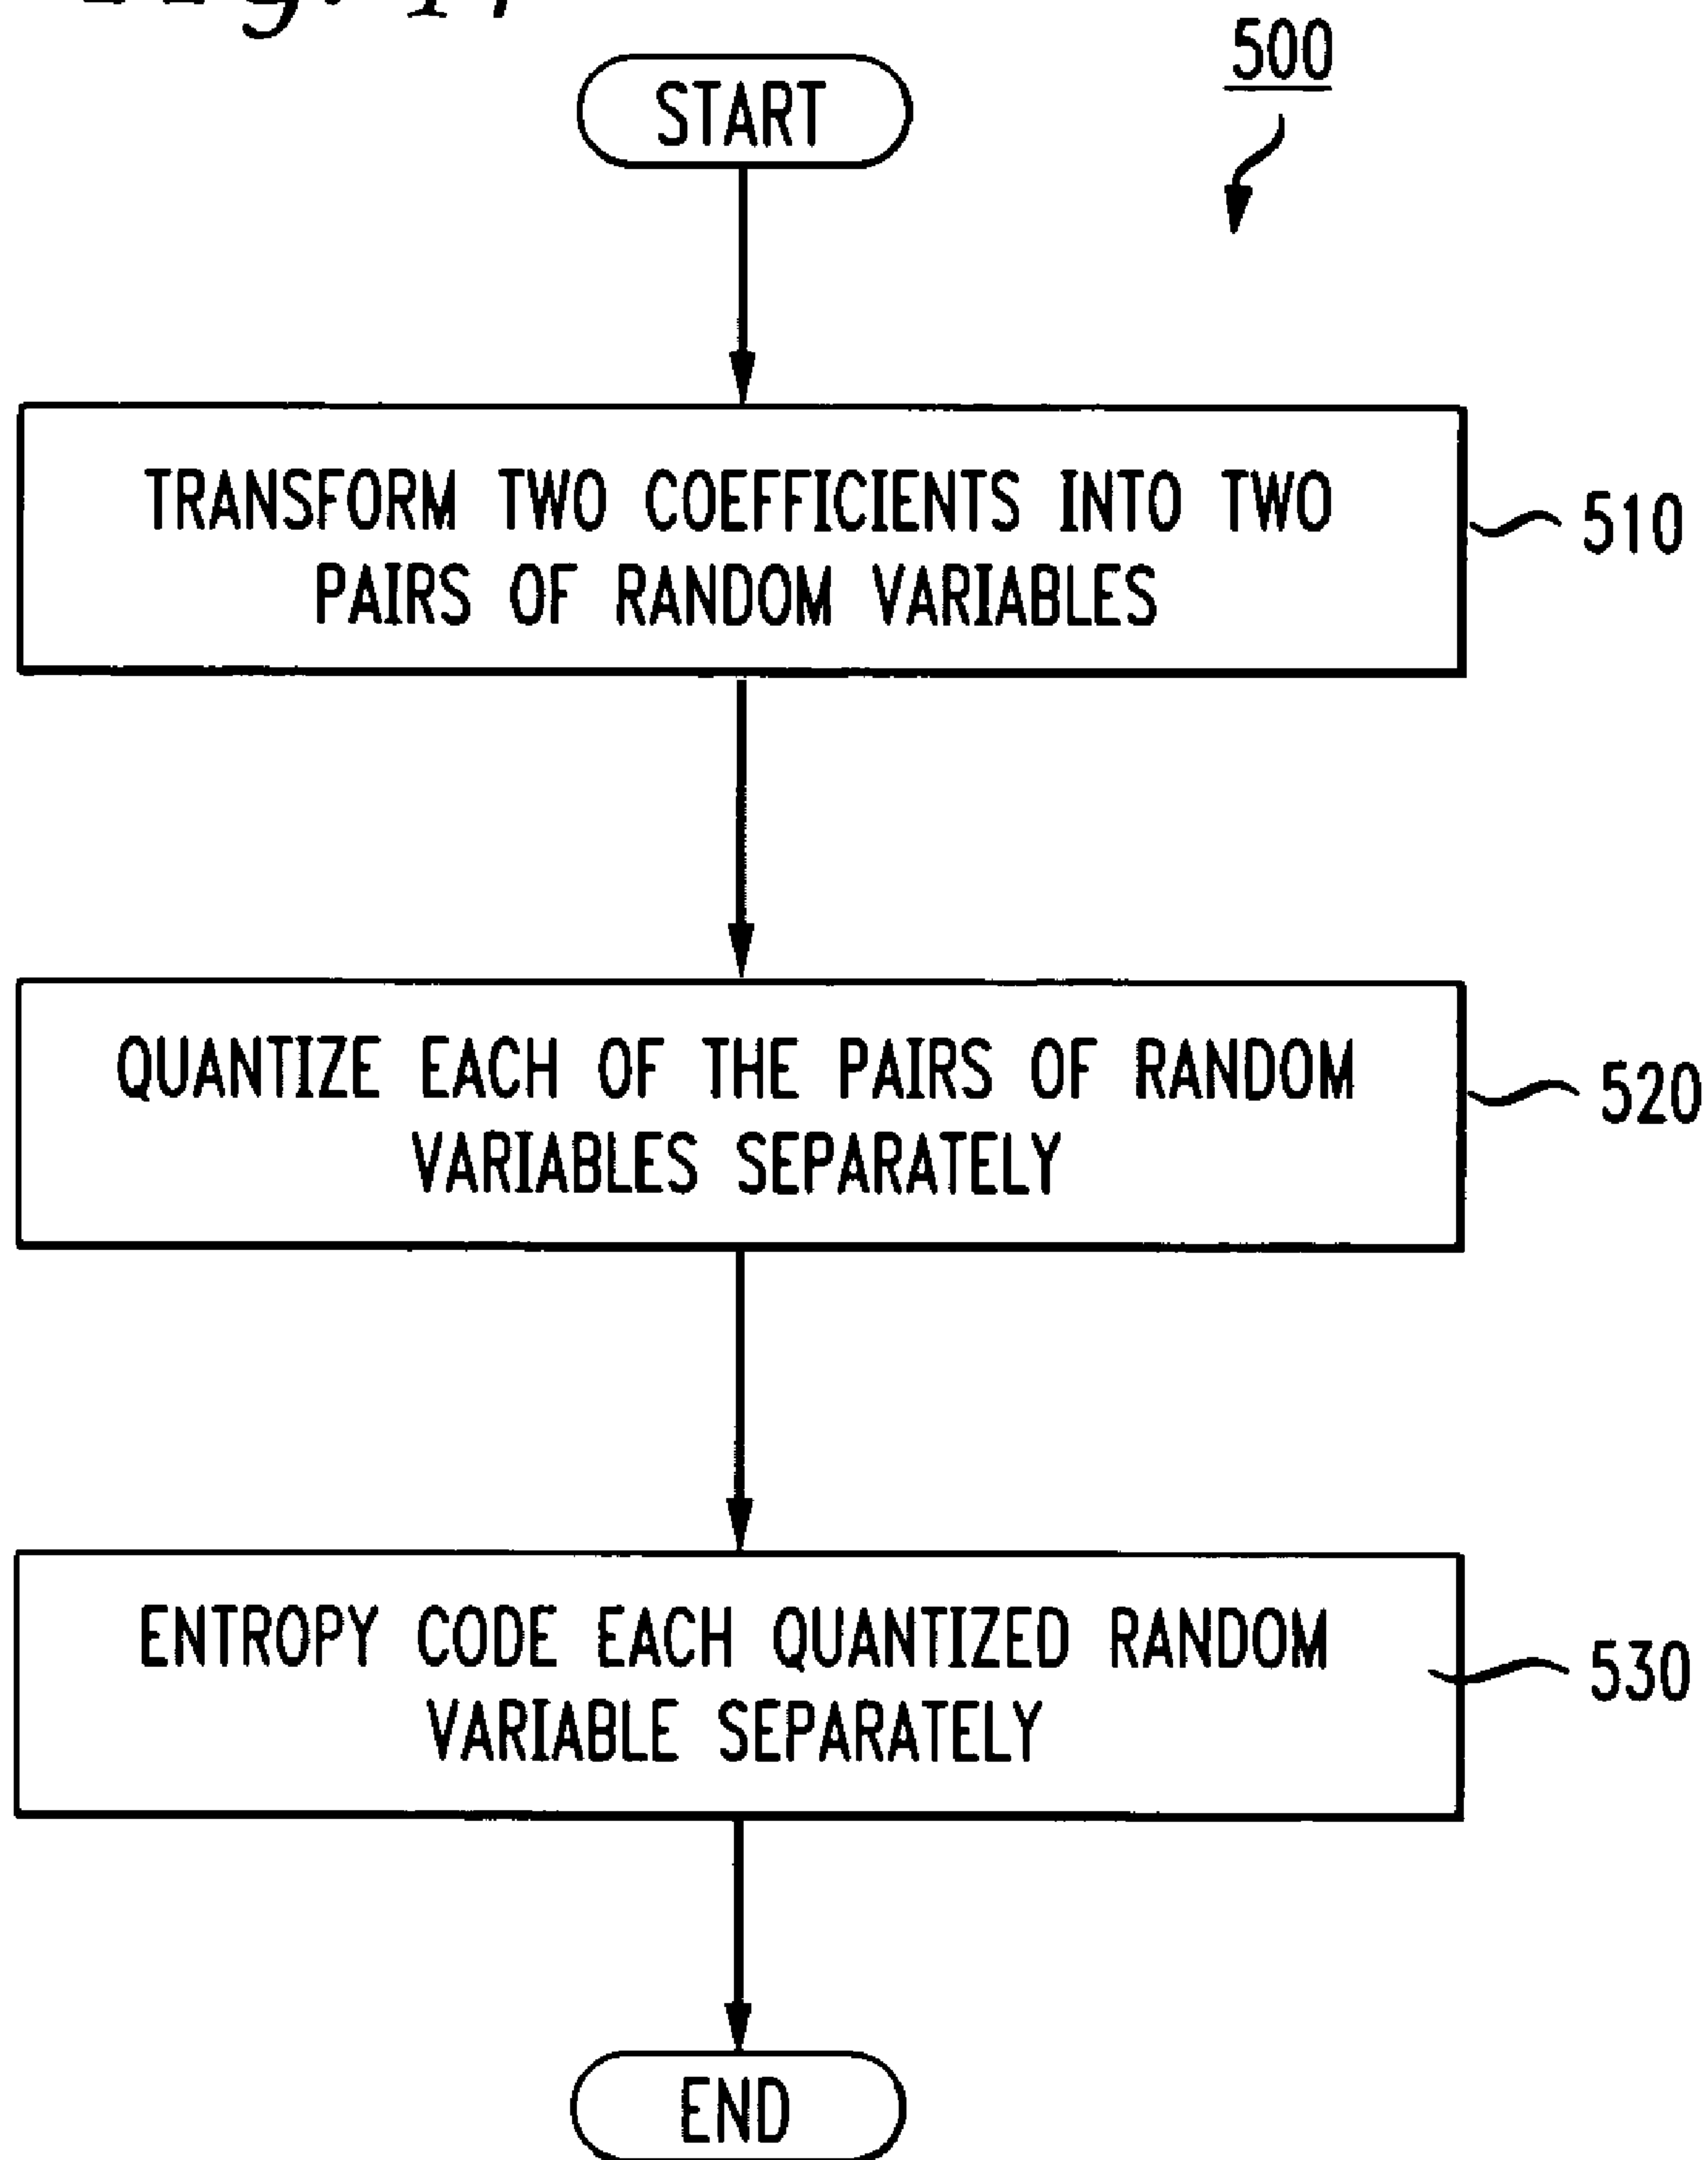 500
START
TRANSFORM TWO COEFFICIENTS INTO TWO
PAIRS OF RANDOM VARIABLES
510
QUANTIZE EACH OF THE PAIRS OF RANDOM
VARIABLES SEPARATELY
520
ENTROPY CODE EACH QUANTIZED RANDOM
VARIABLE SEPARATELY
530
END